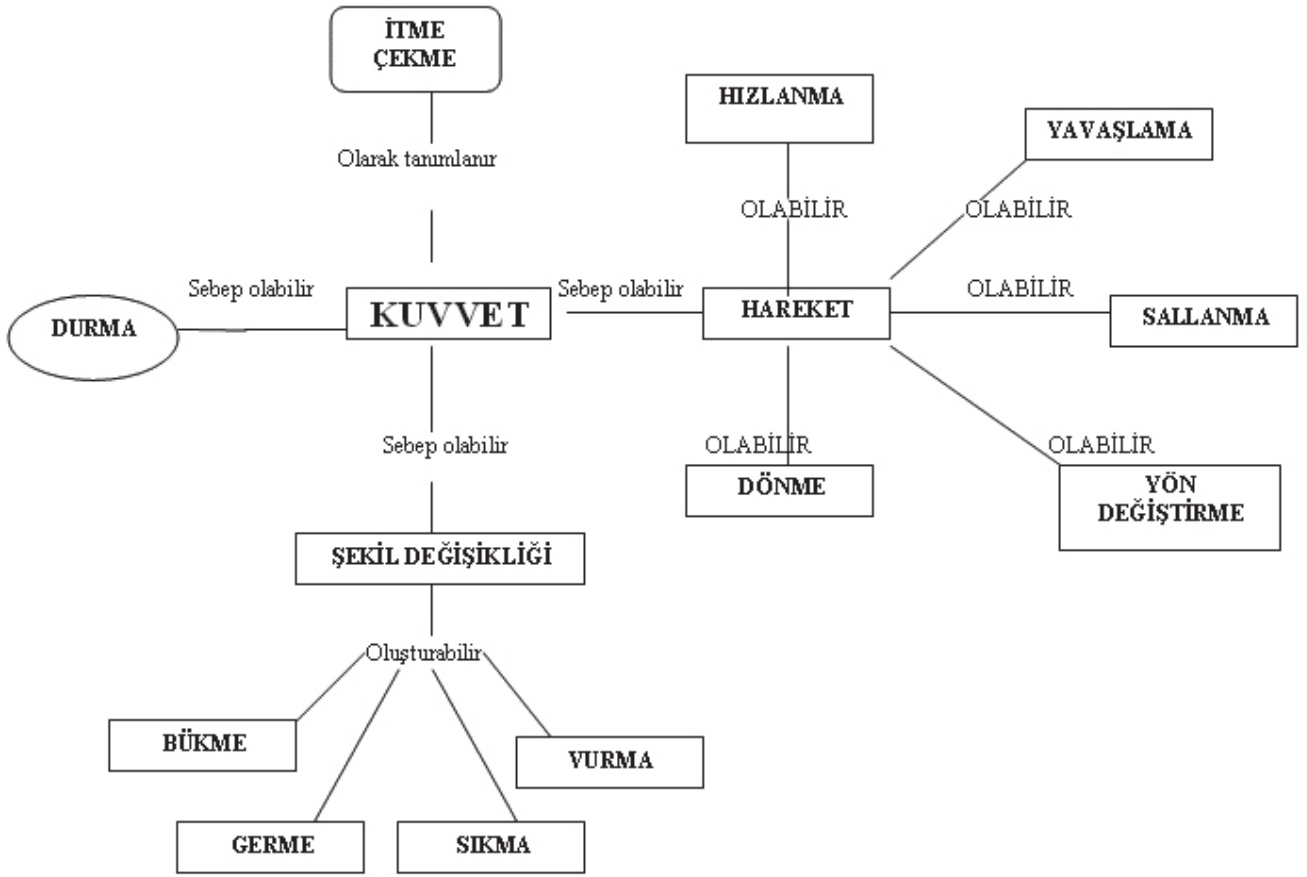 İTME
ÇEKME
HIZLANMA
YAVAŞLAMA
Olarak tanımlanır
OLABİLİR
OLABİLİR
Sebep olabilir
Sebep olabilir
OLABİLİR
DURMA
KUVVET
HAREKET
SALLANMA
Sebep olabilir
OLABİLİR
OLABİLİR
DÖNME
YÖN
DEĞİŞTİRME
ŞEKİL DEĞİŞİKLİĞİ
Oluşturabilir
BÜKME
VURMA
GERME
SIKMA